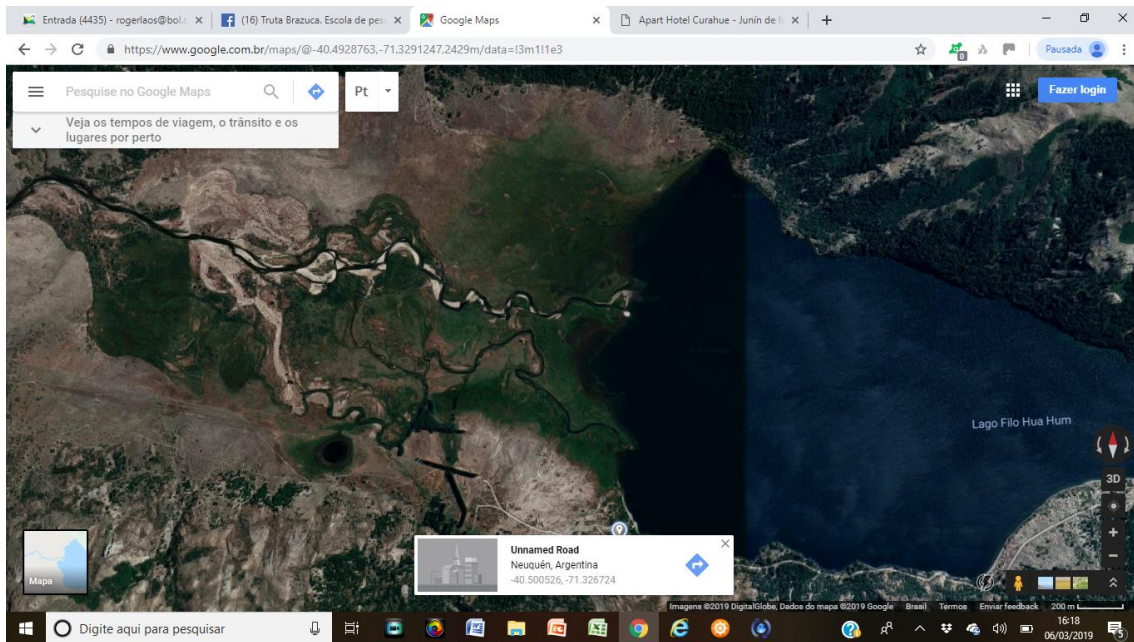 Entrada (4435) - rogerlaos@bol.c
(16) Truta Brazuca. Escola de pesc
Google Maps
Apart Hotel Curahue - Junín de l
https://www.google.com.br/maps/@-40.4928763,-71.3291247,2429m/data=!3m1!1e3
0
Pausada
Pesquise no Google Maps
Pt
Fazer login
Veja os tempos de viagem, o trânsito e os
lugares por perto
Lago Filo Hua Hum
3D
Unnamed Road
Neuquén, Argentina
-40.500526, -71.326724
Mapa
Imagens ©2019 DigitalGlobe, Dados do mapa ©2019 Google Brasil Termos Enviar feedback 200 m
Digite aqui para pesquisar
16:18
06/03/2019